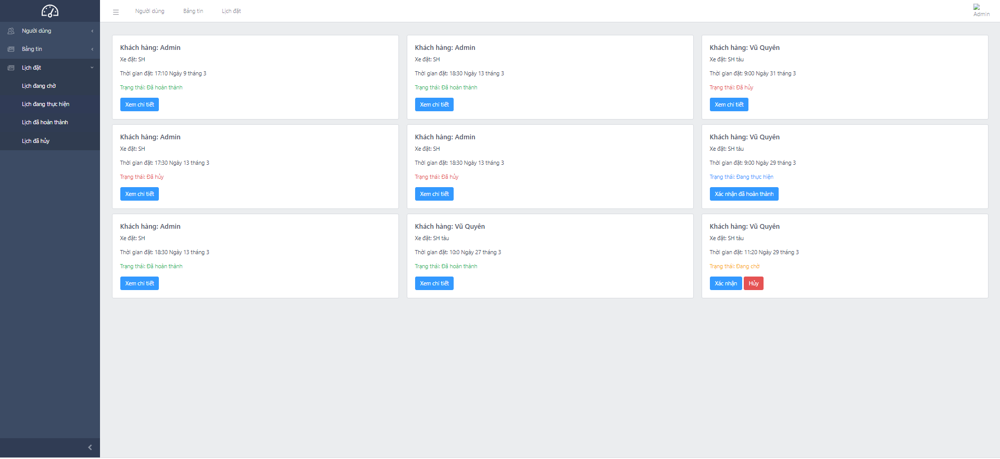 Người dùng
Bảng tin
Lịch đặt
Lịch đang chờ
Lịch đang thực hiện
Lịch đã hoàn thành
Lịch đã hủy
Người dùng Bảng tin Lịch đặt
Admin
Khách hàng: Admin
Xe đặt: SH
Thời gian đặt: 17:10 Ngày 9 tháng 3
Trạng thái: Đã hoàn thành
Xem chi tiết
Khách hàng: Admin
Xe đặt: SH
Thời gian đặt: 18:30 Ngày 13 tháng 3
Trạng thái: Đã hoàn thành
Xem chi tiết
Khách hàng: Vũ Quyên
Xe đặt: SH tàu
Thời gian đặt: 9:00 Ngày 31 tháng 3
Trạng thái: Đã hủy
Xem chi tiết
Khách hàng: Admin
Xe đặt: SH
Thời gian đặt: 17:30 Ngày 13 tháng 3
Trạng thái: Đã hủy
Xem chi tiết
Khách hàng: Admin
Xe đặt: SH
Thời gian đặt: 18:30 Ngày 13 tháng 3
Trạng thái: Đã hủy
Xem chi tiết
Khách hàng: Vũ Quyên
Xe đặt: SH tàu
Thời gian đặt: 9:00 Ngày 29 tháng 3
Trạng thái: Đang thực hiện
Xác nhận đã hoàn thành
Khách hàng: Admin
Xe đặt: SH
Thời gian đặt: 18:30 Ngày 13 tháng 3
Trạng thái: Đã hoàn thành
Xem chi tiết
Khách hàng: Vũ Quyên
Xe đặt: SH tàu
Thời gian đặt: 10:0 Ngày 27 tháng 3
Trạng thái: Đã hoàn thành
Xem chi tiết
Khách hàng: Vũ Quyên
Xe đặt: SH tàu
Thời gian đặt: 11:20 Ngày 29 tháng 3
Trạng thái: Đang chờ
Xác nhận Hủy